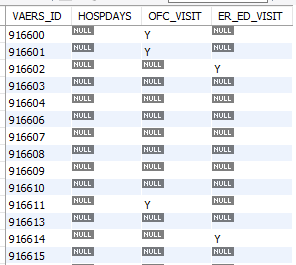 VAERS_ID HOSPDAYS OFC_VISIT ER_ED_VISIT
916600 NULL Y NULL
916601 NULL Y NULL
916602 NULL NULL Y
916603 NULL NULL NULL
916604 NULL NULL NULL
916606 NULL NULL NULL
916607 NULL NULL NULL
916608 NULL NULL NULL
916609 NULL NULL NULL
916610 NULL NULL NULL
916611 NULL Y NULL
916613 NULL NULL NULL
916614 NULL NULL Y
916615 NULL NULL NULL